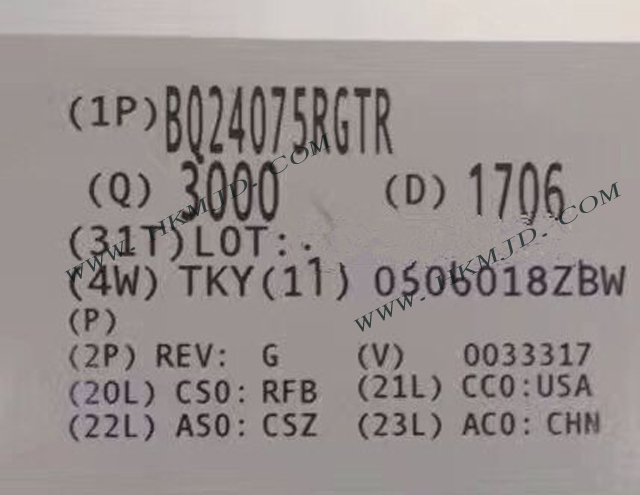 (1P) BQ24075RGTR
(Q) 3000 (D) 1706
(31T) LOT:
(4W) TKY(1T) 0506018ZBW
(P)
(2P) REV: G (V) 0033317
(20L) CSO: RFB (21L) CCO:USA
(22L) ASO: CSZ (23L) ACO: CHN
WWW.HKMJD.COM
WWW.HKMJD.COM